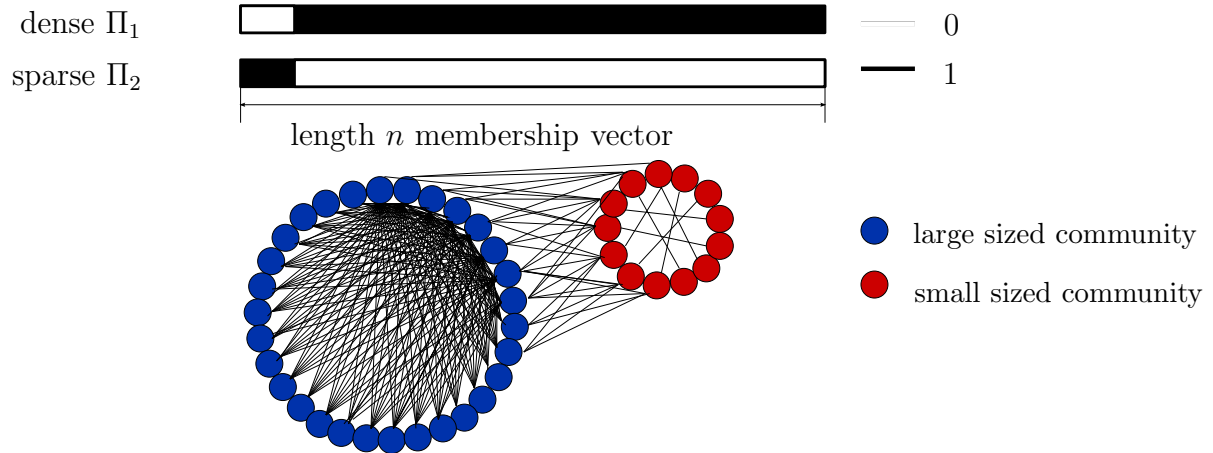 dense Π₁
0
sparse Π₂
1
length n membership vector
large sized community
small sized community